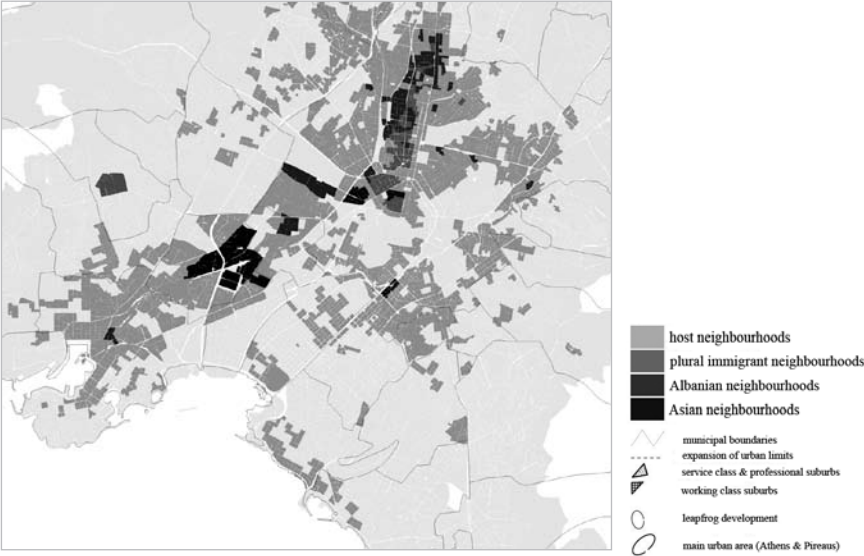 host neighbourhoods
plural immigrant neighbourhoods
Albanian neighbourhoods
Asian neighbourhoods
municipal boundaries
expansion of urban limits
service class & professional suburbs
working class suburbs
leapfrog development
main urban area (Athens & Pireaus)